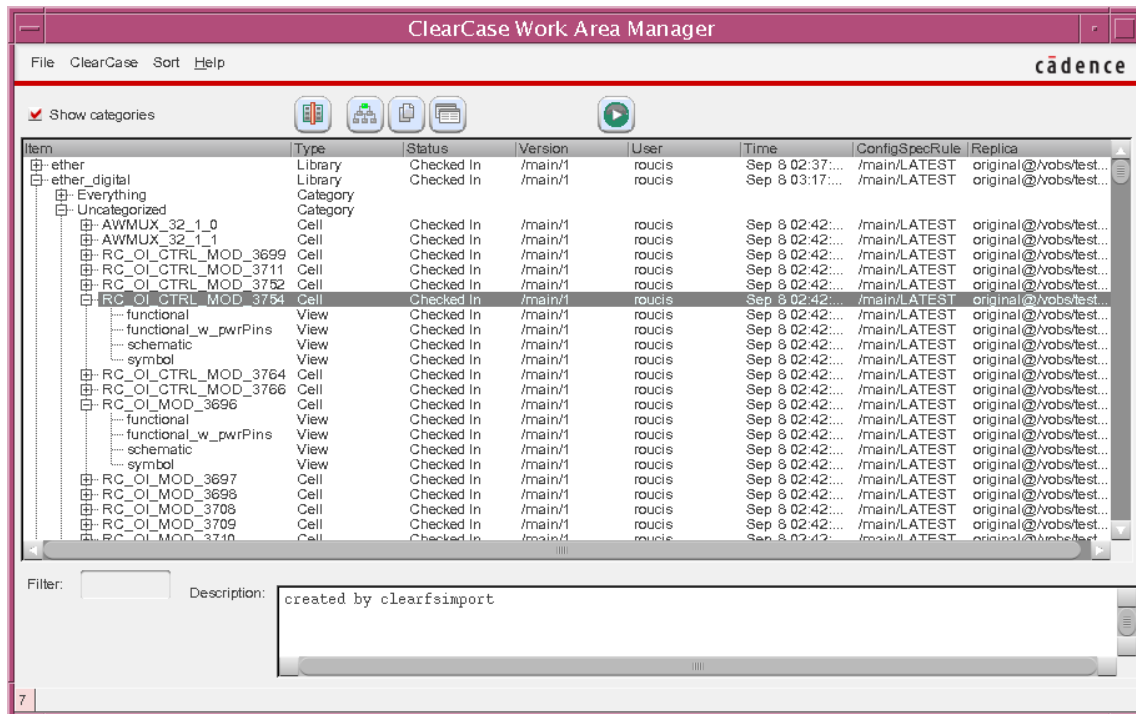 ClearCase Work Area Manager
File ClearCase Sort Help
cādence
Show categories
Item Type Status Version User Time ConfigSpecRule Replica
ether Library Checked In /main/1 roucis Sep 8 02:37:... /main/LATEST original@/vobs/test...
ether_digital Library Checked In /main/1 roucis Sep 8 03:17:... /main/LATEST original@/vobs/test...
Everything Category
Uncategorized Category
AWMUX_32_1_0 Cell Checked In /main/1 roucis Sep 8 02:42:... /main/LATEST original@/vobs/test...
AWMUX_32_1_1 Cell Checked In /main/1 roucis Sep 8 02:42:... /main/LATEST original@/vobs/test...
RC_OI_CTRL_MOD_3699 Cell Checked In /main/1 roucis Sep 8 02:42:... /main/LATEST original@/vobs/test...
RC_OI_CTRL_MOD_3711 Cell Checked In /main/1 roucis Sep 8 02:42:... /main/LATEST original@/vobs/test...
RC_OI_CTRL_MOD_3752 Cell Checked In /main/1 roucis Sep 8 02:42:... /main/LATEST original@/vobs/test...
RC_OI_CTRL_MOD_3754 Cell Checked In /main/1 roucis Sep 8 02:42:... /main/LATEST original@/vobs/test...
functional View Checked In /main/1 roucis Sep 8 02:42:... /main/LATEST original@/vobs/test...
functional_w_pwrPins View Checked In /main/1 roucis Sep 8 02:42:... /main/LATEST original@/vobs/test...
schematic View Checked In /main/1 roucis Sep 8 02:42:... /main/LATEST original@/vobs/test...
symbol View Checked In /main/1 roucis Sep 8 02:42:... /main/LATEST original@/vobs/test...
RC_OI_CTRL_MOD_3764 Cell Checked In /main/1 roucis Sep 8 02:42:... /main/LATEST original@/vobs/test...
RC_OI_CTRL_MOD_3766 Cell Checked In /main/1 roucis Sep 8 02:42:... /main/LATEST original@/vobs/test...
RC_OI_MOD_3696 Cell Checked In /main/1 roucis Sep 8 02:42:... /main/LATEST original@/vobs/test...
functional View Checked In /main/1 roucis Sep 8 02:42:... /main/LATEST original@/vobs/test...
functional_w_pwrPins View Checked In /main/1 roucis Sep 8 02:42:... /main/LATEST original@/vobs/test...
schematic View Checked In /main/1 roucis Sep 8 02:42:... /main/LATEST original@/vobs/test...
symbol View Checked In /main/1 roucis Sep 8 02:42:... /main/LATEST original@/vobs/test...
RC_OI_MOD_3697 Cell Checked In /main/1 roucis Sep 8 02:42:... /main/LATEST original@/vobs/test...
RC_OI_MOD_3698 Cell Checked In /main/1 roucis Sep 8 02:42:... /main/LATEST original@/vobs/test...
RC_OI_MOD_3708 Cell Checked In /main/1 roucis Sep 8 02:42:... /main/LATEST original@/vobs/test...
RC_OI_MOD_3709 Cell Checked In /main/1 roucis Sep 8 02:42:... /main/LATEST original@/vobs/test...
RC_OI_MOD_3710 Cell Checked In /main/1 roucis Sep 8 02:42:... /main/LATEST original@/vobs/test...
Filter:
Description: created by clearfsimport
7